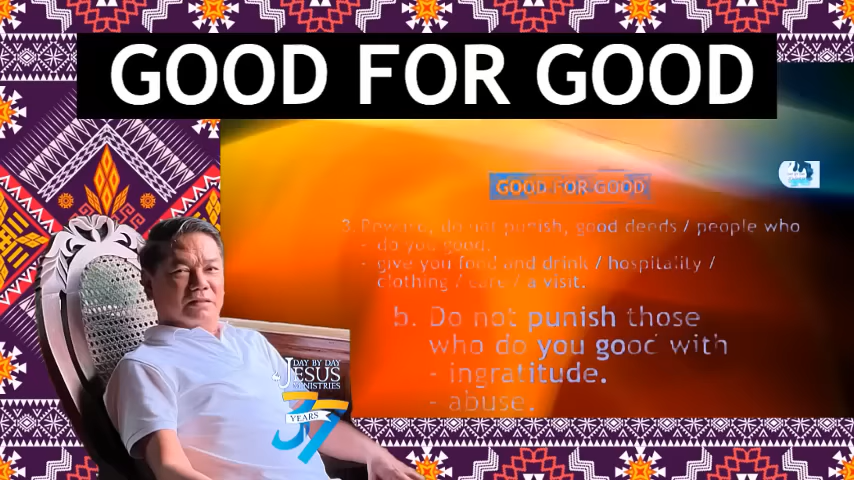 GOOD FOR GOOD
GOOD FOR GOOD
3. Reward, do not punish, good deeds / people who
- do you good.
- give you food and drink / hospitality /
clothing / care / a visit.
b. Do not punish those
who do you good with
- ingratitude.
- abuse.
DAY BY DAY
JESUS
MINISTRIES
37
YEARS